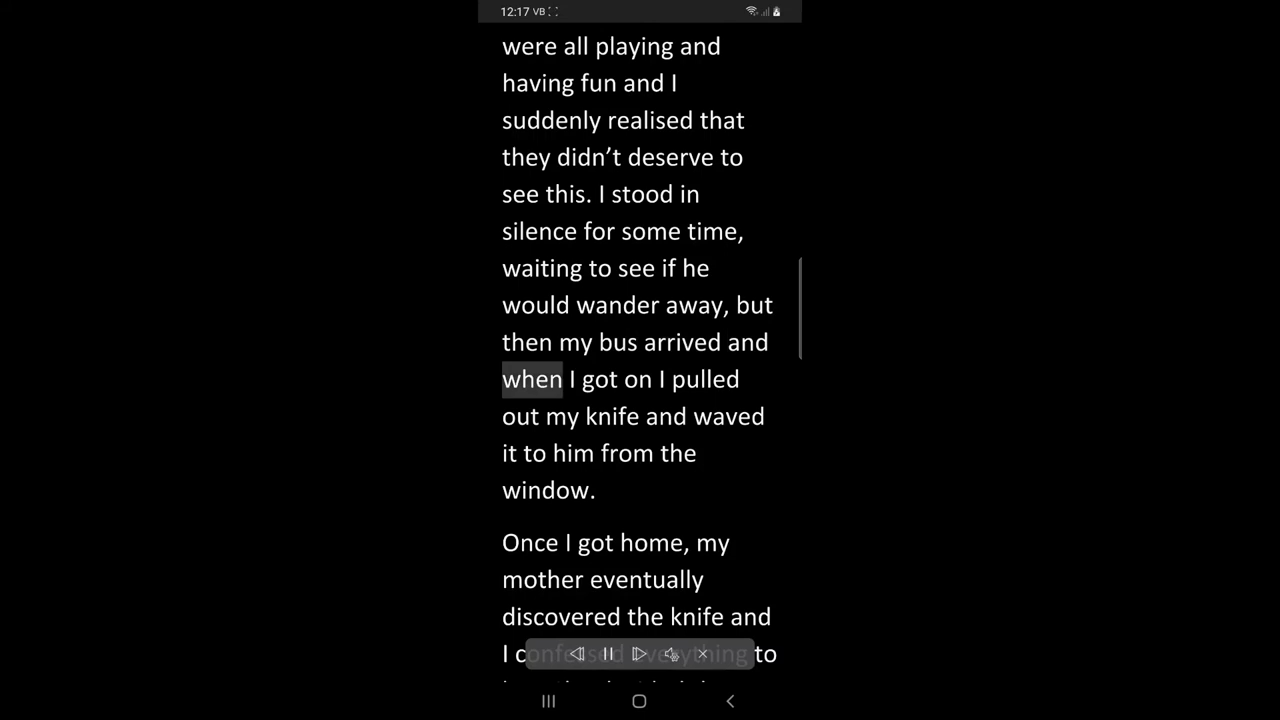 12:17 VB
were all playing and
having fun and I
suddenly realised that
they didn’t deserve to
see this. I stood in
silence for some time,
waiting to see if he
would wander away, but
then my bus arrived and
when I got on I pulled
out my knife and waved
it to him from the
window.
Once I got home, my
mother eventually
discovered the knife and
I confessed everything to